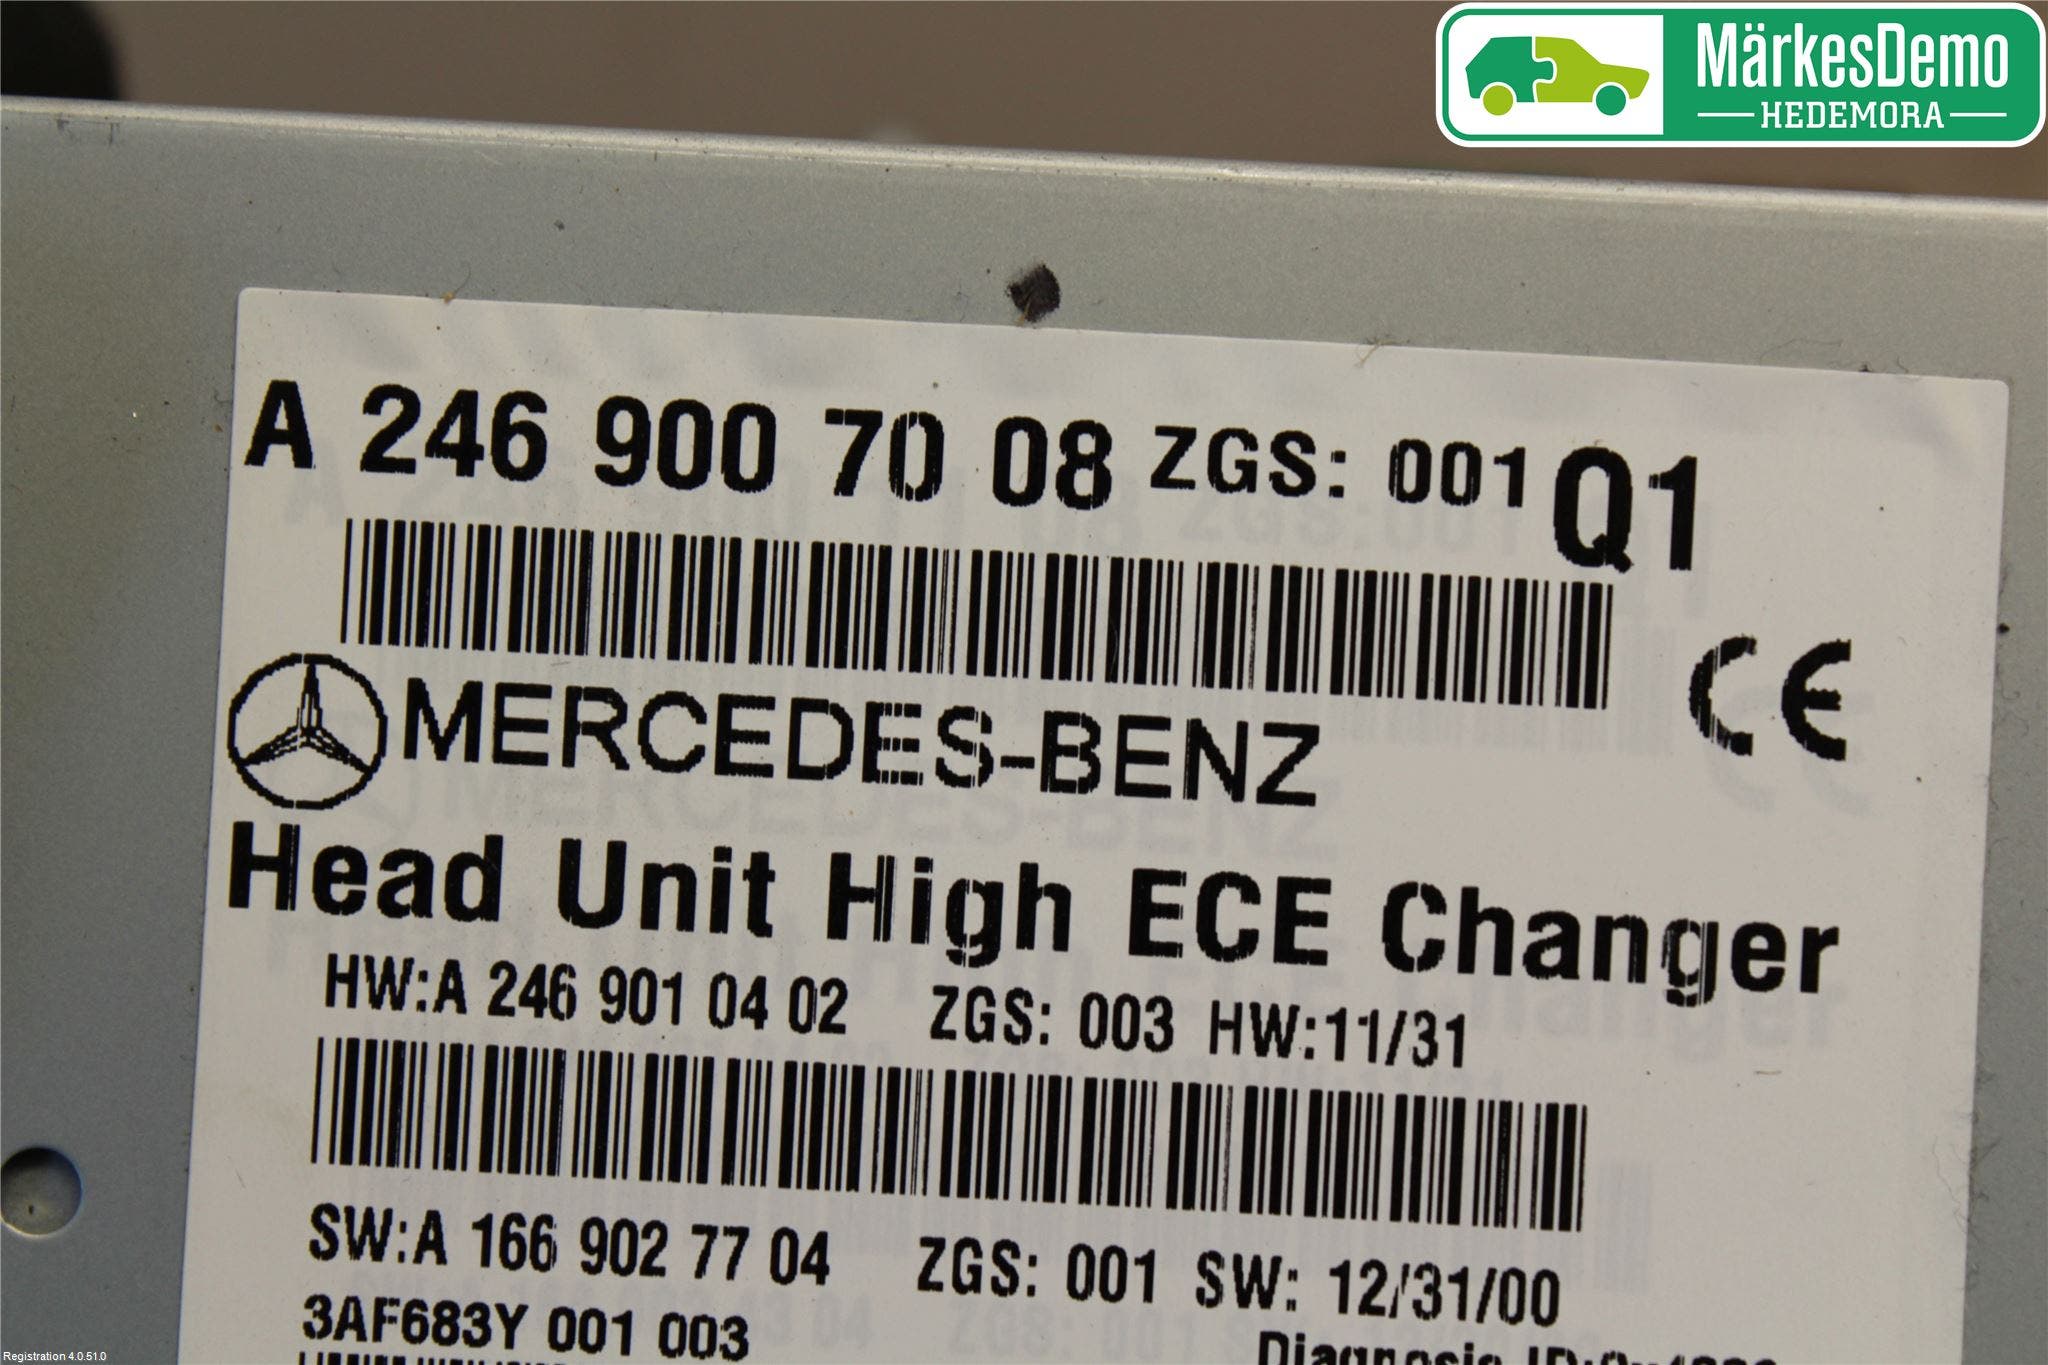 MärkesDemo
HEDEMORA
A 246 900 70 08 ZGS: 001 Q1
CE
MERCEDES-BENZ
Head Unit High ECE Changer
HW:A 246 901 04 02 ZGS: 003 HW:11/31
SW:A 166 902 77 04 ZGS: 001 SW: 12/31/00
3AF683Y 001 003
Diagnosis
Registration 4.0.51.0